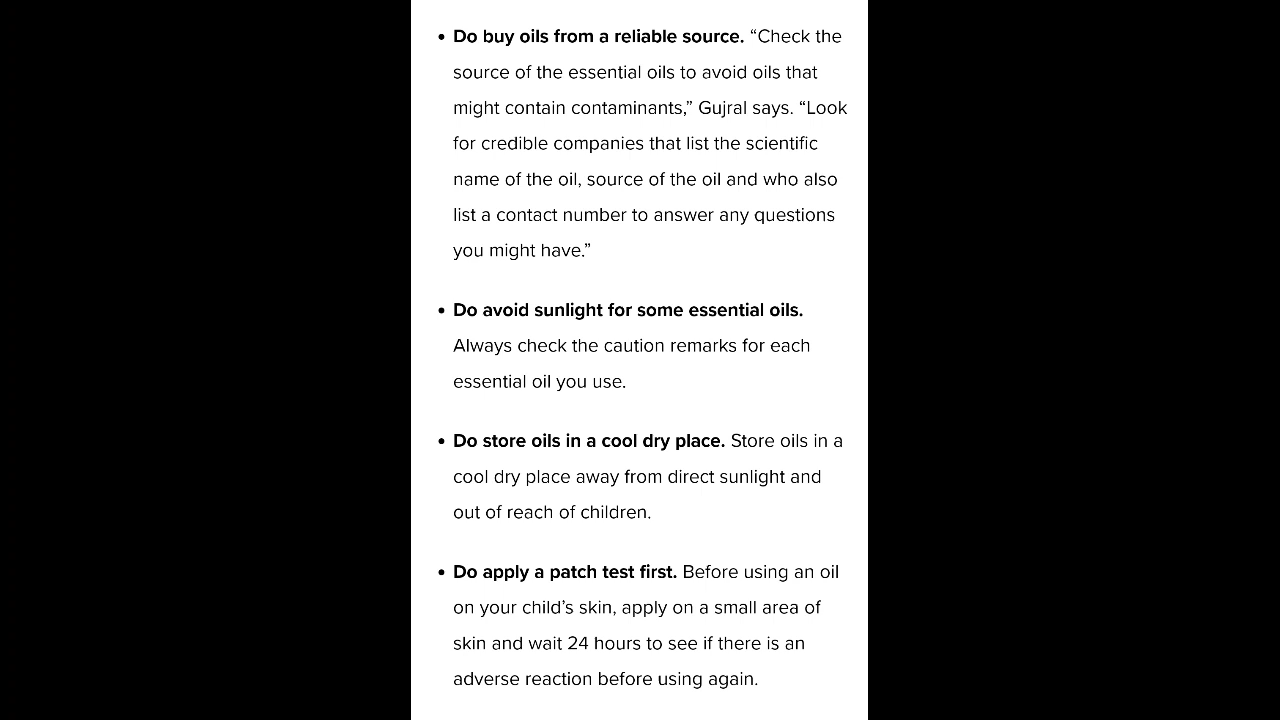 • Do buy oils from a reliable source. “Check the
source of the essential oils to avoid oils that
might contain contaminants,” Gujral says. “Look
for credible companies that list the scientific
name of the oil, source of the oil and who also
list a contact number to answer any questions
you might have.”
• Do avoid sunlight for some essential oils.
Always check the caution remarks for each
essential oil you use.
• Do store oils in a cool dry place. Store oils in a
cool dry place away from direct sunlight and
out of reach of children.
• Do apply a patch test first. Before using an oil
on your child’s skin, apply on a small area of
skin and wait 24 hours to see if there is an
adverse reaction before using again.